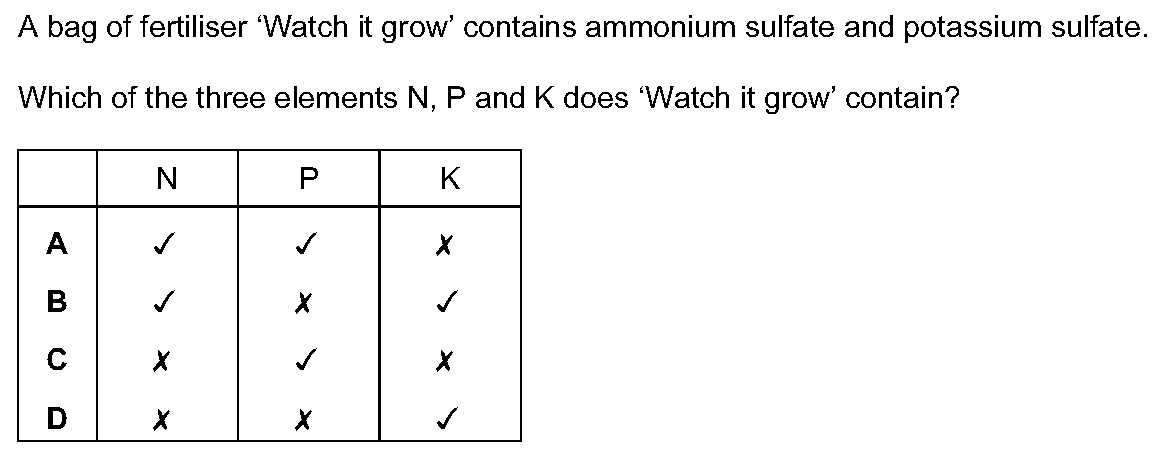 A bag of fertiliser ‘Watch it grow’ contains ammonium sulfate and potassium sulfate.
Which of the three elements N, P and K does ‘Watch it grow’ contain?
N P K
A ✓ ✓ ✗
B ✓ ✗ ✓
C ✗ ✓ ✗
D ✗ ✗ ✓